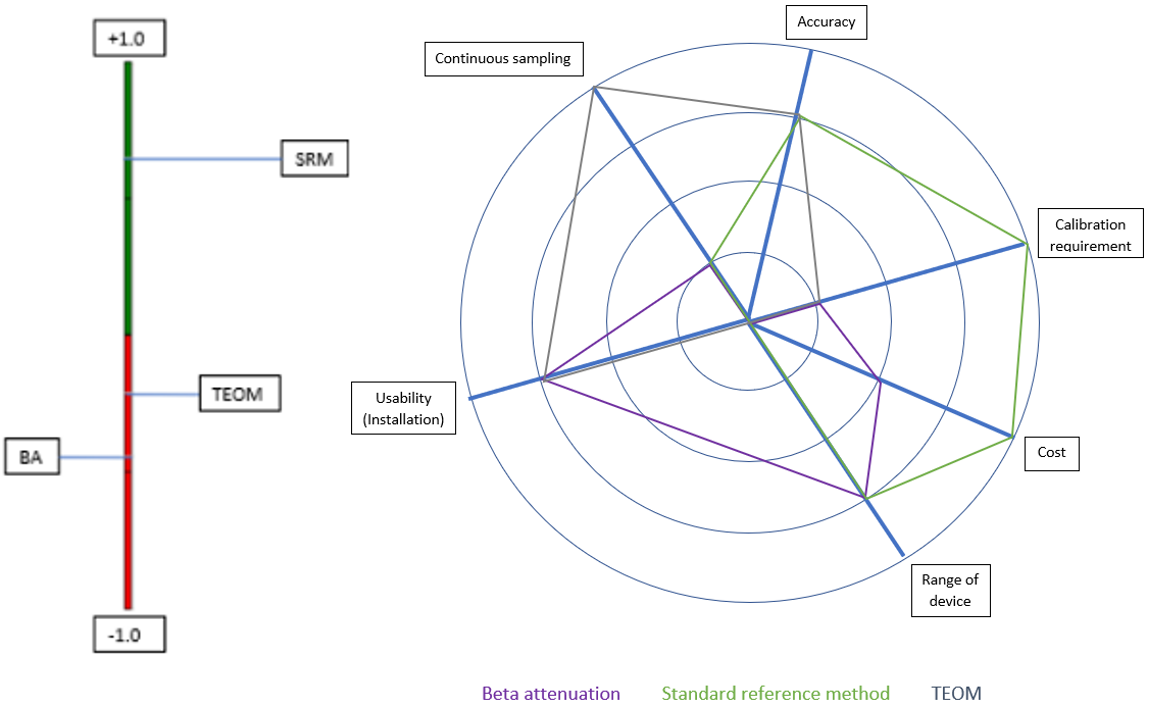 +1.0
SRM
TEOM
BA
-1.0
Accuracy
Continuous sampling
Calibration
requirement
Usability
(Installation)
Cost
Range of
device
Beta attenuation
Standard reference method
TEOM